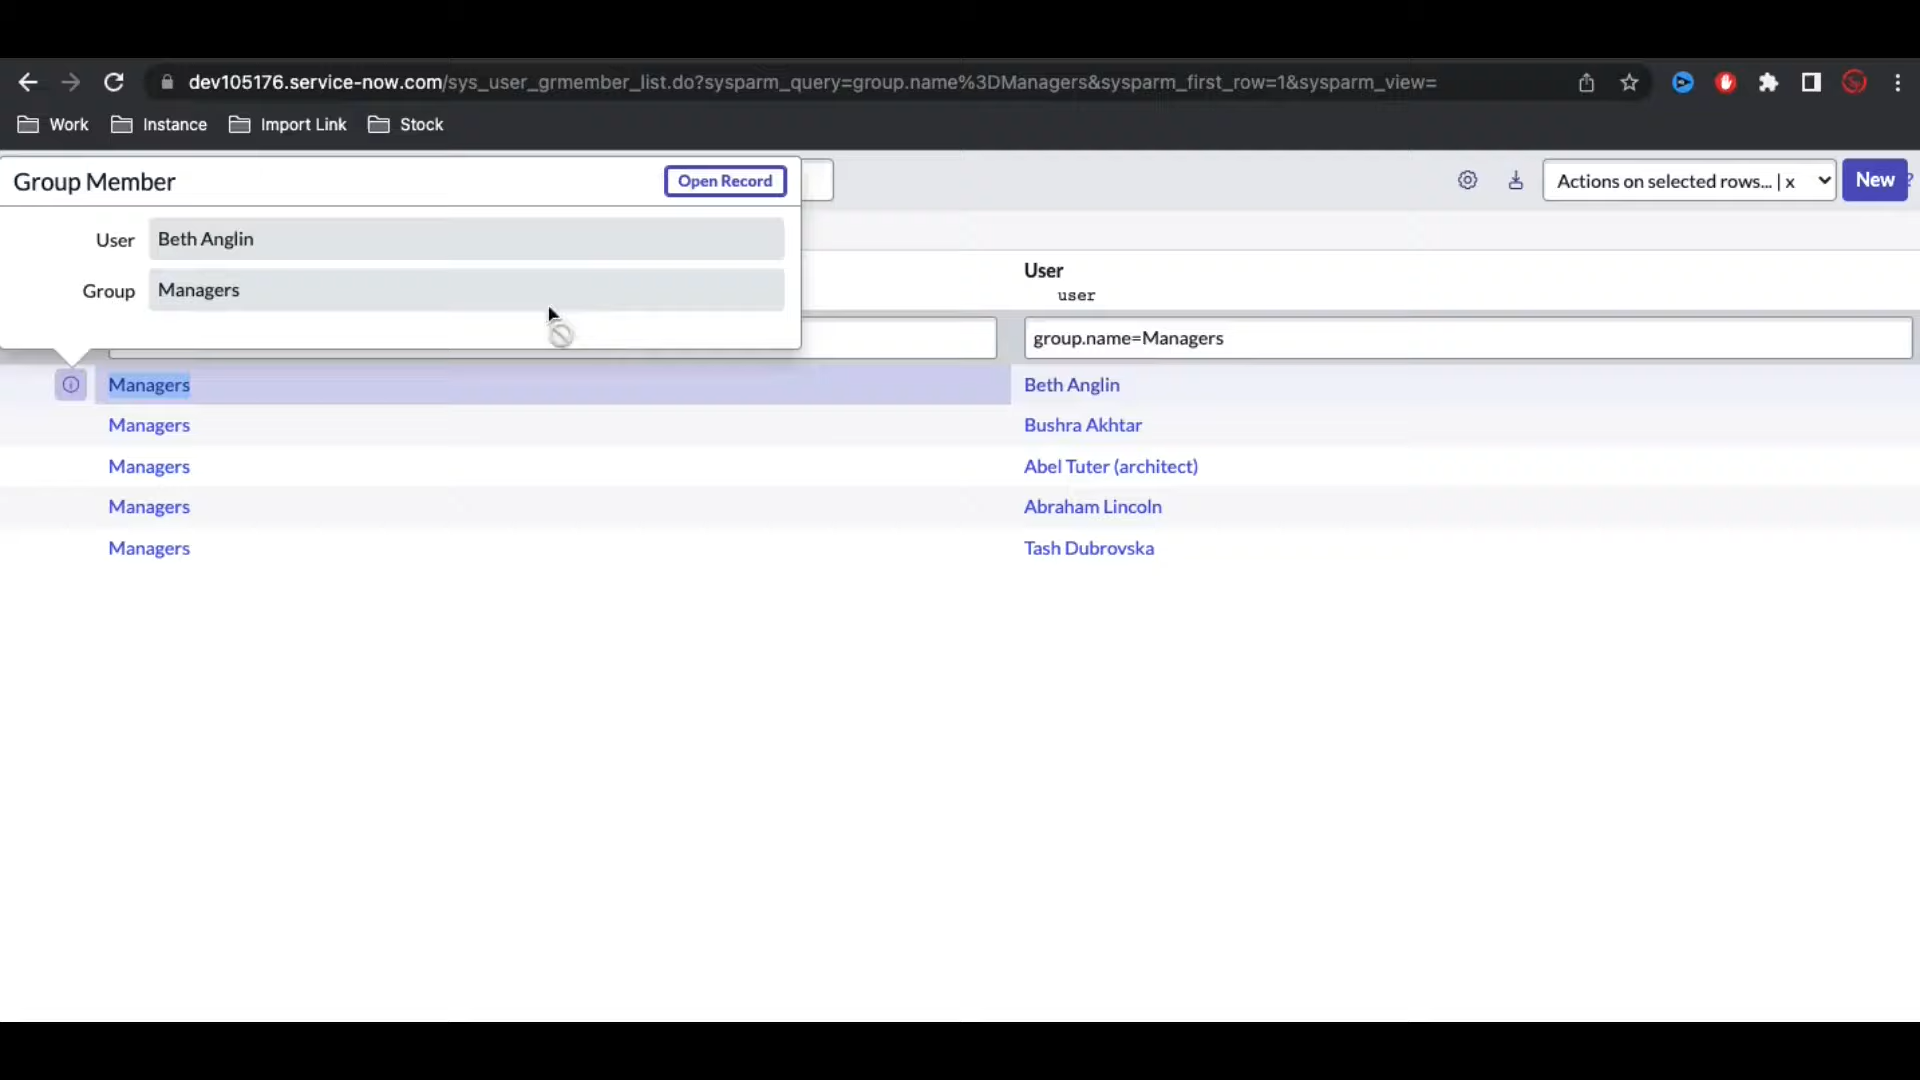 dev105176.service-now.com/sys_user_grmember_list.do?sysparm_query=group.name%3DManagers&sysparm_first_row=1&sysparm_view=
Work Instance Import Link Stock
Group Member Open Record
Actions on selected rows... | x New ?
User Beth Anglin
Group Managers
User
user
group.name=Managers
Managers Beth Anglin
Managers Bushra Akhtar
Managers Abel Tuter (architect)
Managers Abraham Lincoln
Managers Tash Dubrovska